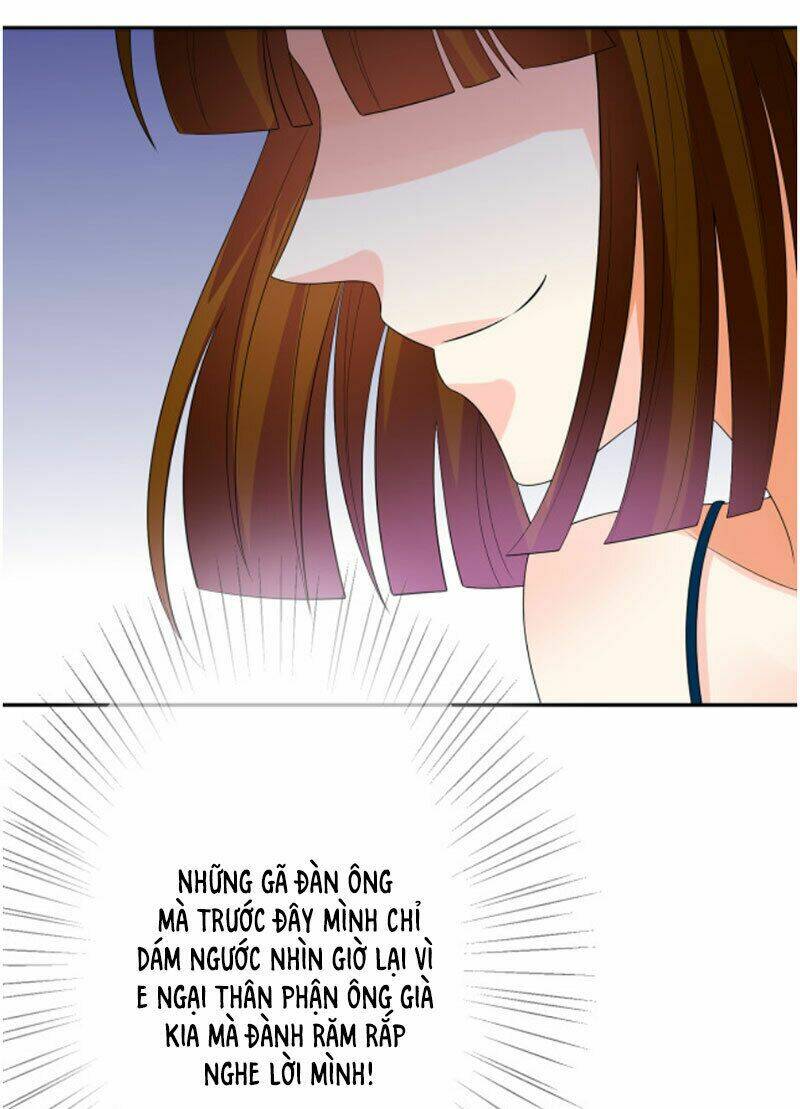 NHỮNG GÃ ĐÀN ÔNG
MÀ TRƯỚC ĐÂY MÌNH CHỈ
DÁM NGƯỚC NHÌN GIỜ LẠI VÌ
E NGẠI THÂN PHẬN ÔNG GIÀ
KIA MÀ ĐÀNH RĂM RẮP
NGHE LỜI MÌNH!